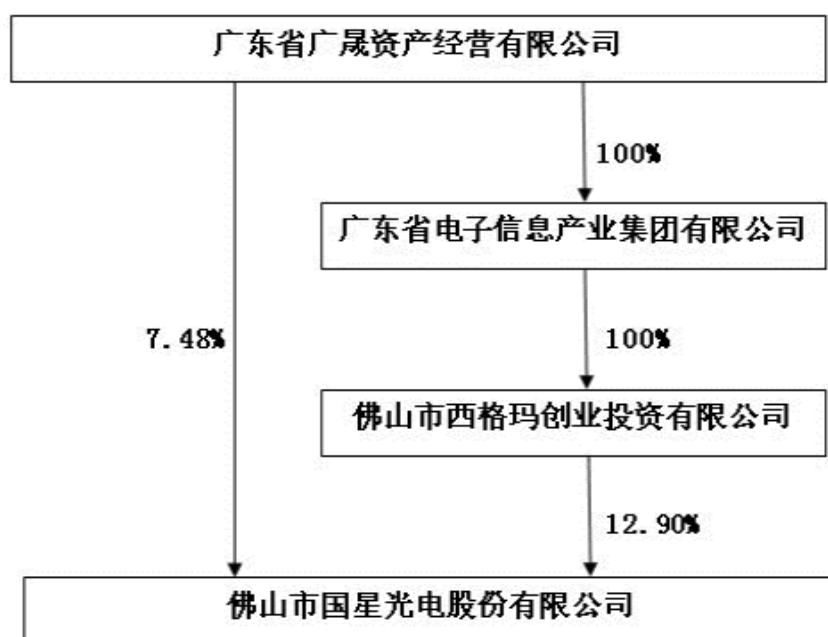 广东省广晟资产经营有限公司
100%
广东省电子信息产业集团有限公司
7.48%
100%
佛山市西格玛创业投资有限公司
12.90%
佛山市国星光电股份有限公司